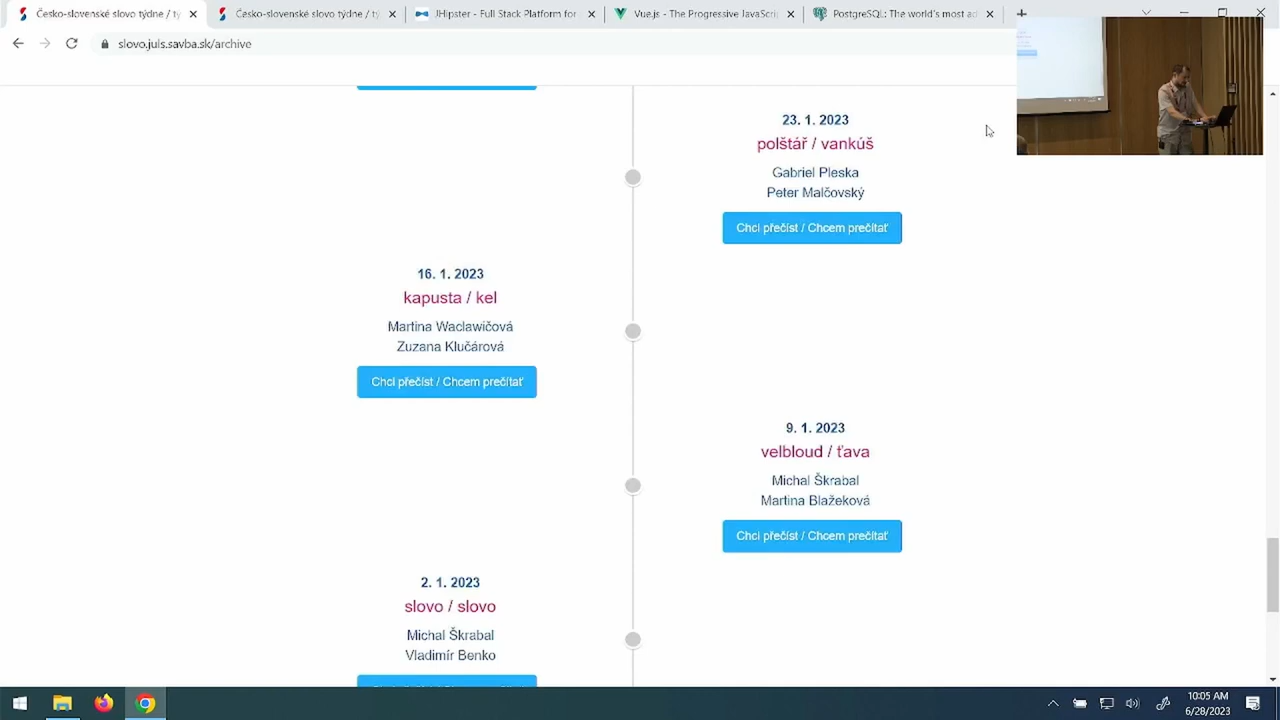 Česko-slovenské slovo týdne / tý
Česko-slovenské slovo týdne / tý
JHipster - Full Stack Platform for
Vue.js - The Progressive JavaScrip
PostgreSQL: The world's most ad
slovo.juls.savba.sk/archive
23. 1. 2023
polštář / vankúš
Gabriel Pleska
Peter Malčovský
Chci přečíst / Chcem prečítať
16. 1. 2023
kapusta / kel
Martina Waclawičová
Zuzana Klučárová
Chci přečíst / Chcem prečítať
9. 1. 2023
velbloud / ťava
Michal Škrabal
Martina Blažeková
Chci přečíst / Chcem prečítať
2. 1. 2023
slovo / slovo
Michal Škrabal
Vladimír Benko
10:05 AM
6/28/2023